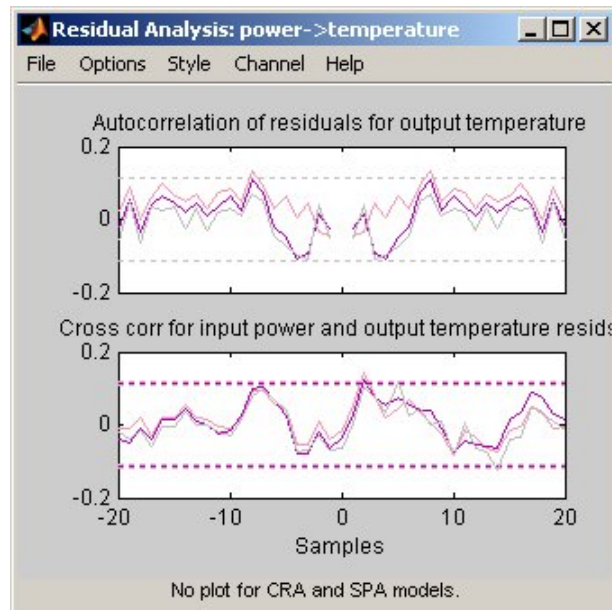 Residual Analysis: power->temperature
File Options Style Channel Help
Autocorrelation of residuals for output temperature
0.2
0
-0.2
Cross corr for input power and output temperature resids
0.2
0
-0.2
-20 -10 0 10 20
Samples
No plot for CRA and SPA models.